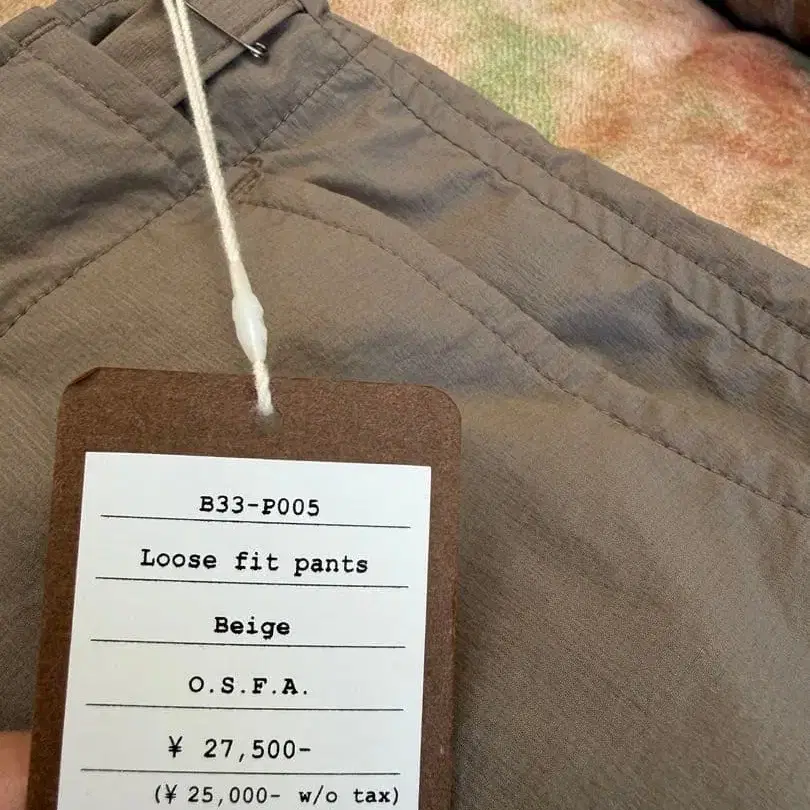 B33-P005
Loose fit pants
Beige
O.S.F.A.
¥ 27,500-
(¥ 25,000- w/o tax)